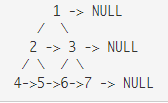 1 -> NULL
/ \
2 -> 3 -> NULL
/ \ / \
4->5->6->7 -> NULL